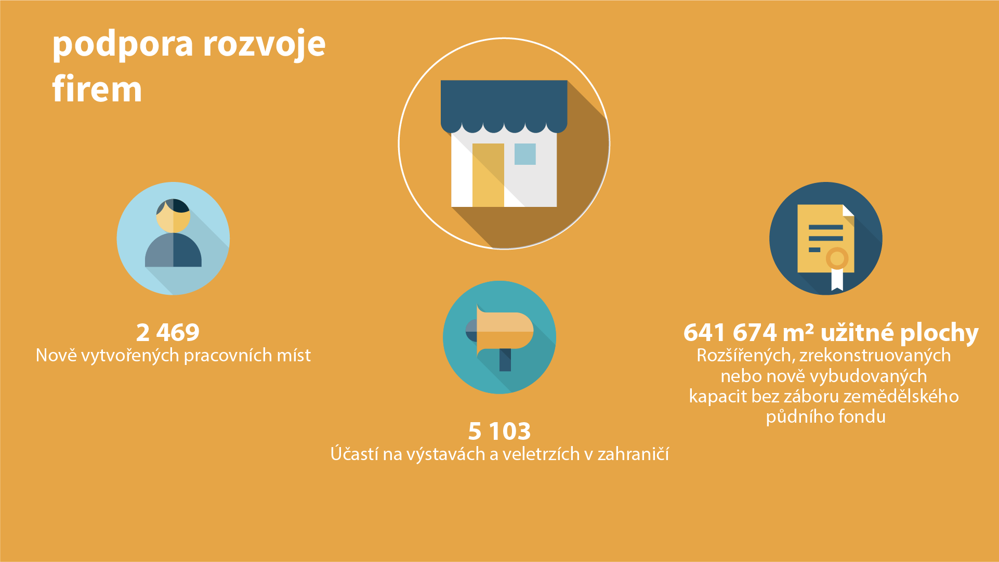 podpora rozvoje
firem
2 469
Nově vytvořených pracovních míst
5 103
Účastí na výstavách a veletrzích v zahraničí
641 674 m² užitné plochy
Rozšířených, zrekonstruovaných
nebo nově vybudovaných
kapacit bez záboru zemědělského
půdního fondu